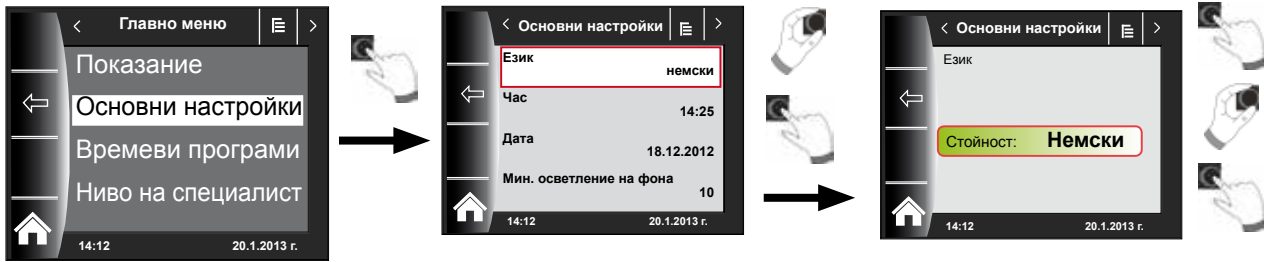 Главно меню
Показание
Основни настройки
Времеви програми
Ниво на специалист
14:12 20.1.2013 г.
Основни настройки
Език
немски
Час
14:25
Дата
18.12.2012
Мин. осветление на фона
10
14:12 20.1.2013 г.
Основни настройки
Език
Стойност: Немски
14:12 20.1.2013 г.